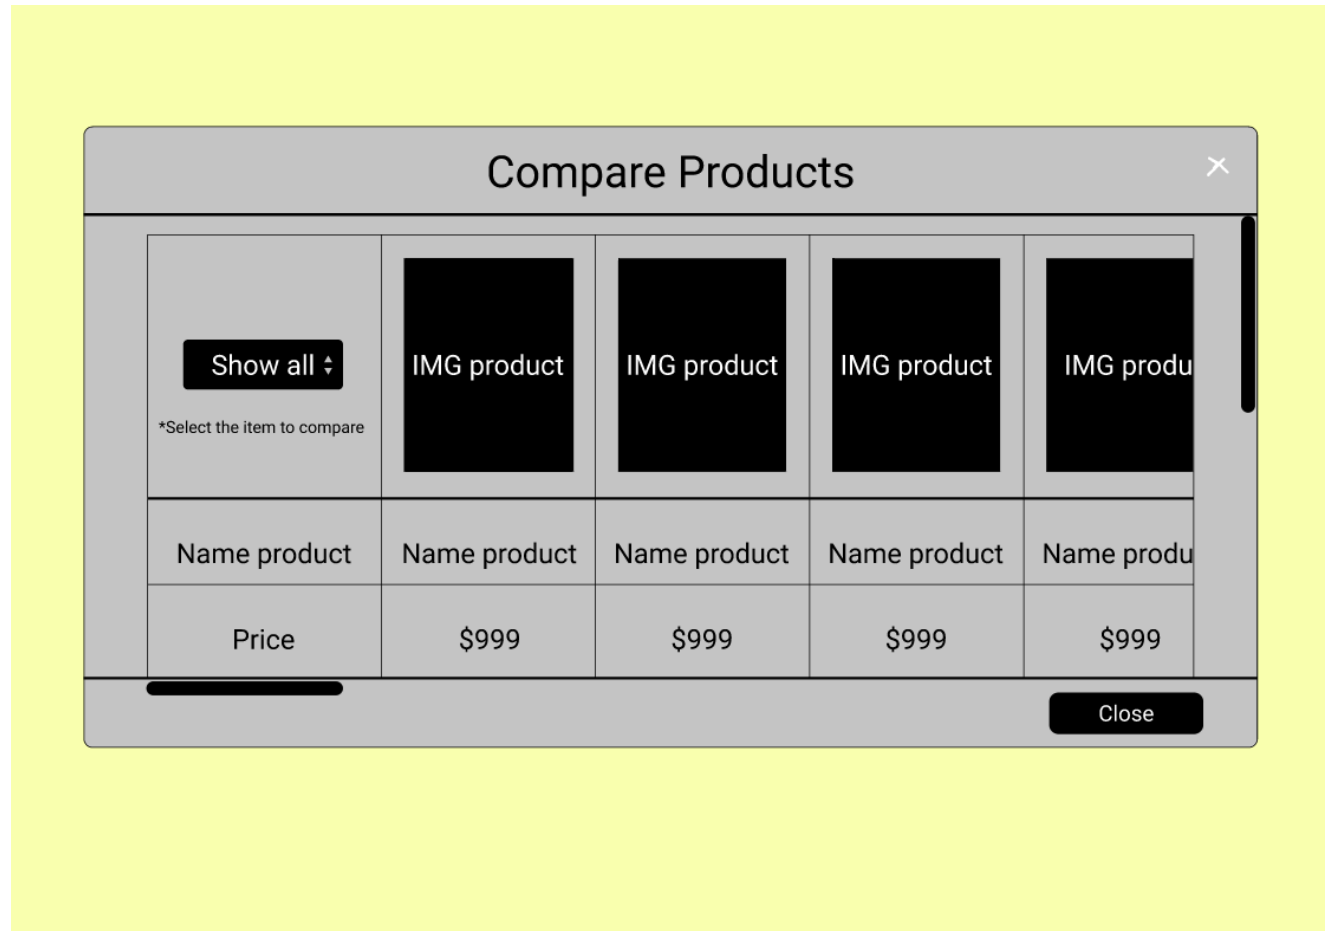 Compare Products
Show all
*Select the item to compare
IMG product
IMG product
IMG product
IMG produ
Name product
Name product
Name product
Name product
Name produ
Price
$999
$999
$999
$999
Close